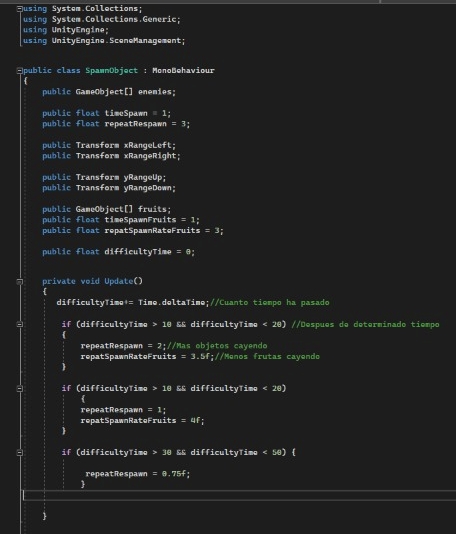 using System.Collections;
using System.Collections.Generic;
using UnityEngine;
using UnityEngine.SceneManagement;
public class SpawnObject : MonoBehaviour
{
public GameObject[] enemies;
public float timeSpawn = 1;
public float repeatRespawn = 3;
public Transform xRangeLeft;
public Transform xRangeRight;
public Transform yRangeUp;
public Transform yRangeDown;
public GameObject[] fruits;
public float timeSpawnFruits = 1;
public float repatSpawnRateFruits = 3;
public float difficultyTime = 0;
private void Update()
{
difficultyTime+= Time.deltaTime;//Cuanto tiempo ha pasado
if (difficultyTime > 10 && difficultyTime < 20) //Despues de determinado tiempo
{
repeatRespawn = 2;//Mas objetos cayendo
repatSpawnRateFruits = 3.5f;//Menos frutas cayendo
}
if (difficultyTime > 10 && difficultyTime < 20)
{
repeatRespawn = 1;
repatSpawnRateFruits = 4f;
}
if (difficultyTime > 30 && difficultyTime < 50) {
repeatRespawn = 0.75f;
}
}